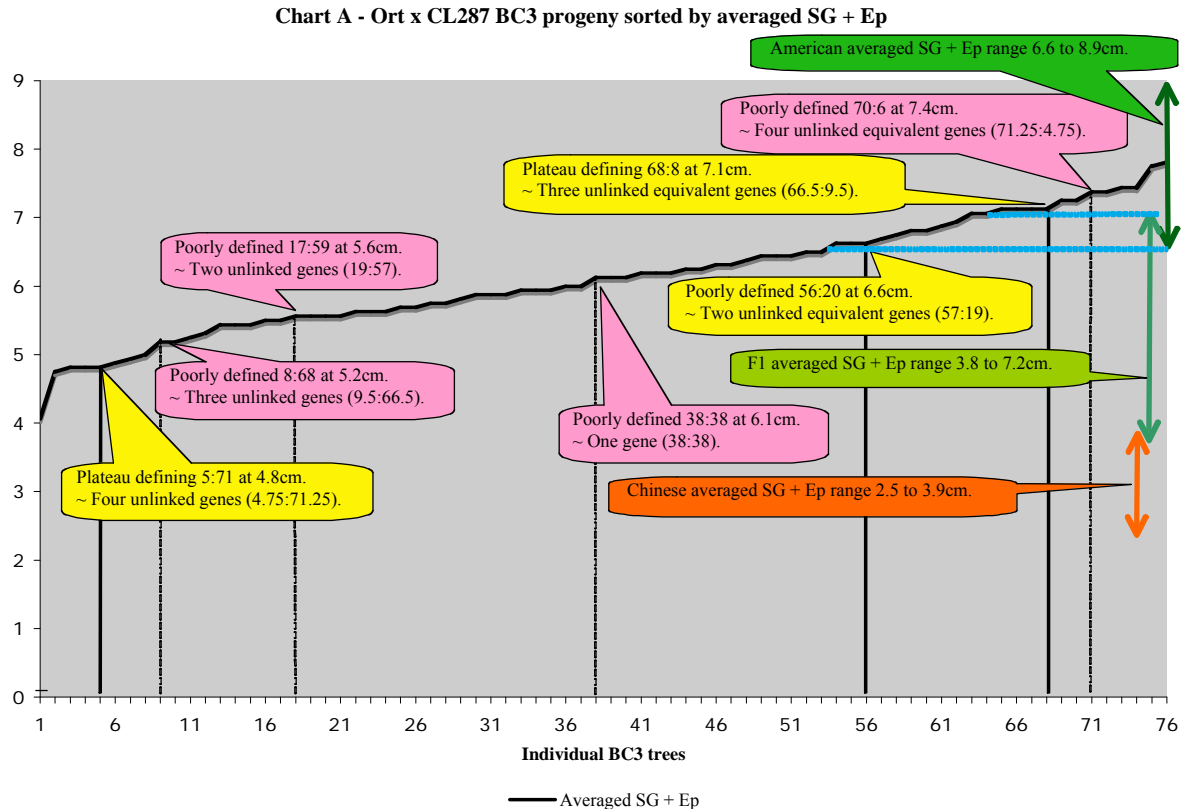 Chart A - Ort x CL287 BC3 progeny sorted by averaged SG + Ep
American averaged SG + Ep range 6.6 to 8.9cm.
Poorly defined 70:6 at 7.4cm.
~ Four unlinked equivalent genes (71.25:4.75).
Plateau defining 68:8 at 7.1cm.
~ Three unlinked equivalent genes (66.5:9.5).
Poorly defined 17:59 at 5.6cm.
~ Two unlinked genes (19:57).
Poorly defined 56:20 at 6.6cm.
~ Two unlinked equivalent genes (57:19).
F1 averaged SG + Ep range 3.8 to 7.2cm.
Poorly defined 8:68 at 5.2cm.
~ Three unlinked genes (9.5:66.5).
Poorly defined 38:38 at 6.1cm.
~ One gene (38:38).
Plateau defining 5:71 at 4.8cm.
~ Four unlinked genes (4.75:71.25).
Chinese averaged SG + Ep range 2.5 to 3.9cm.
9
8
7
6
5
4
3
2
1
0
1 6 11 16 21 26 31 36 41 46 51 56 61 66 71 76
Individual BC3 trees
Averaged SG + Ep